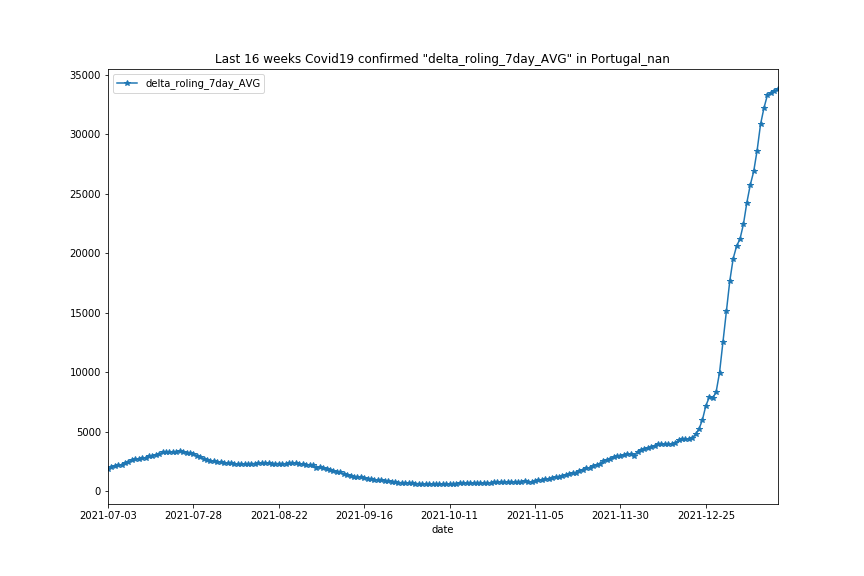 Last 16 weeks Covid19 confirmed "delta_roling_7day_AVG" in Portugal_nan
delta_roling_7day_AVG
35000
30000
25000
20000
15000
10000
5000
0
2021-07-03 2021-07-28 2021-08-22 2021-09-16 2021-10-11 2021-11-05 2021-11-30 2021-12-25
date